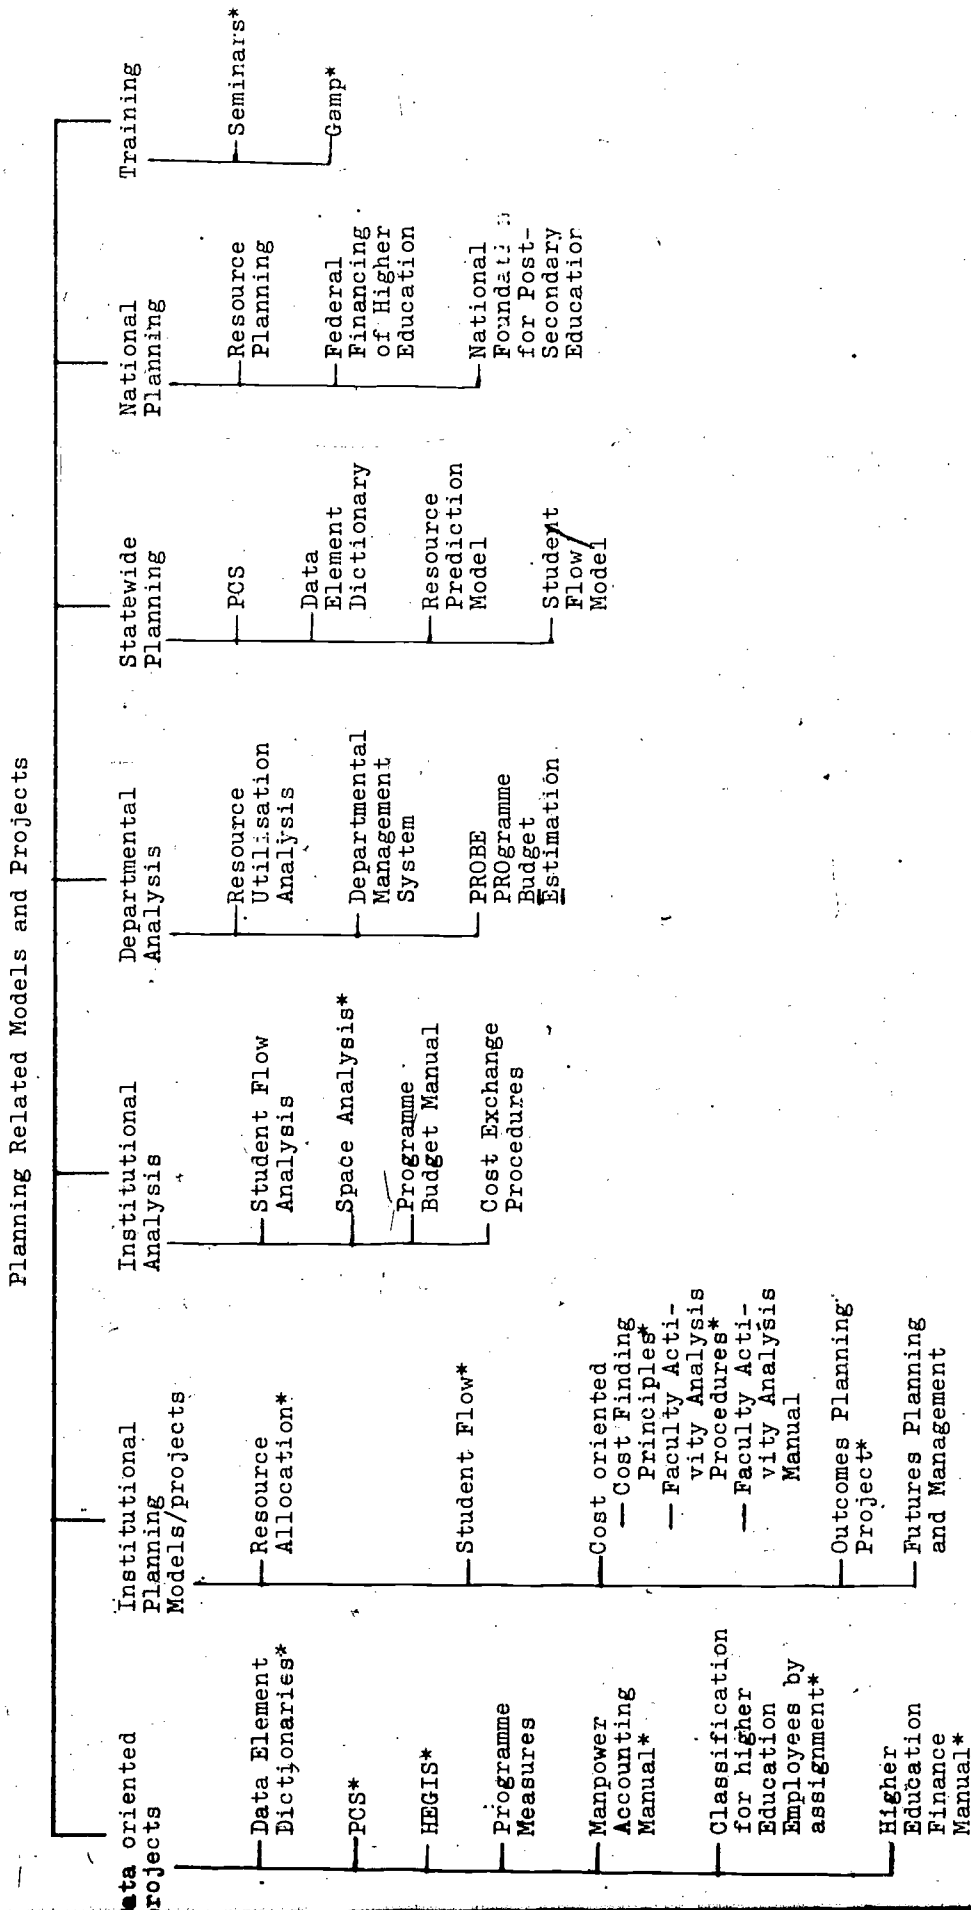 Planning Related Models and Projects
ata oriented
rojects
Data Element
Dictionaries*
PCS*
HEGIS*
Programme
Measures
Manpower
Accounting
Manual*
Classification
for higher
Education
Employees by
assignment*
Higher
Education
Finance
Manual*
Institutional
Planning
Models/projects
Resource
Allocation*
Student Flow*
Cost oriented
— Cost Finding
Principles*
— Faculty Acti-
vity Analysis
Procedures*
— Faculty Acti-
vity Analysis
Manual
Outcomes Planning
Project*
Futures Planning
and Management
Institutional
Analysis
Student Flow
Analysis
Space Analysis*
Programme
Budget Manual
Cost Exchange
Procedures
Departmental
Analysis
Resource
Utilisation
Analysis
Departmental
Management
System
PROBE
PROgramme
Budget
Estimation
Statewide
Planning
PCS
Data
Element
Dictionary
Resource
Prediction
Model
Student
Flow
Model
National
Planning
Resource
Planning
Federal
Financing
of Higher
Education
National
Foundation
for Post-
Secondary
Education
Training
Seminars*
Gamp*